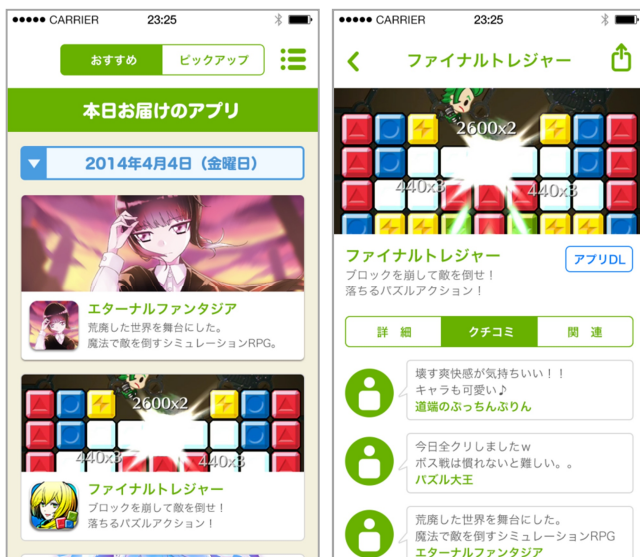 CARRIER 23:25
おすすめ ピックアップ
本日お届けのアプリ
2014年4月4日（金曜日）
エターナルファンタジア
荒廃した世界を舞台にした。
魔法で敵を倒すシミュレーションRPG。
2600x2
440x3 440x3
ファイナルトレジャー
ブロックを崩して敵を倒せ！
落ちるパズルアクション！
CARRIER 23:25
ファイナルトレジャー
2600x2
440x3 440x3
ファイナルトレジャー
アプリDL
ブロックを崩して敵を倒せ！
落ちるパズルアクション！
詳 細 クチコミ 関 連
壊す爽快感が気持ちいい！！
キャラも可愛い♪
道端のぷっちんぷりん
今日全クリしましたｗ
ボス戦は慣れないと難しい。。
パズル大王
荒廃した世界を舞台にした。
魔法で敵を倒すシミュレーションRPG
エターナルファンタジア